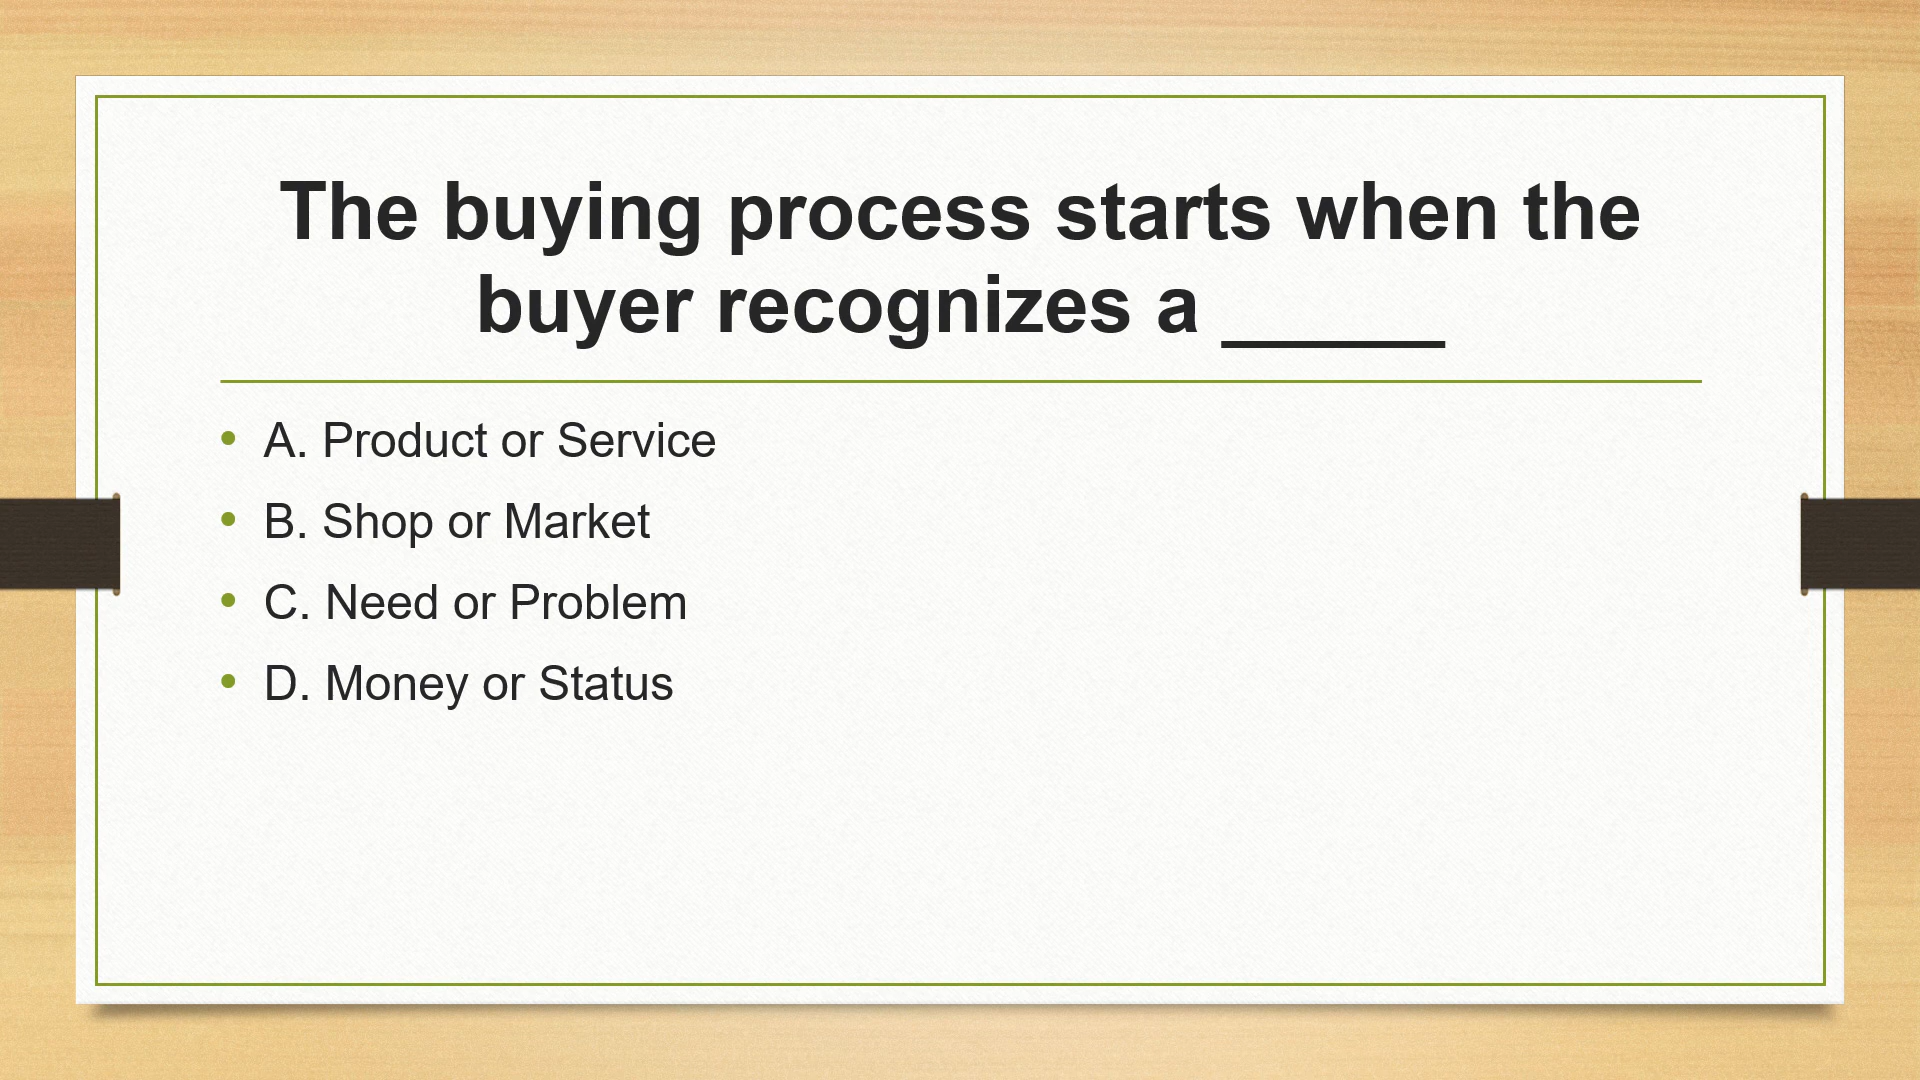 The buying process starts when the
buyer recognizes a _____
• A. Product or Service
• B. Shop or Market
• C. Need or Problem
• D. Money or Status